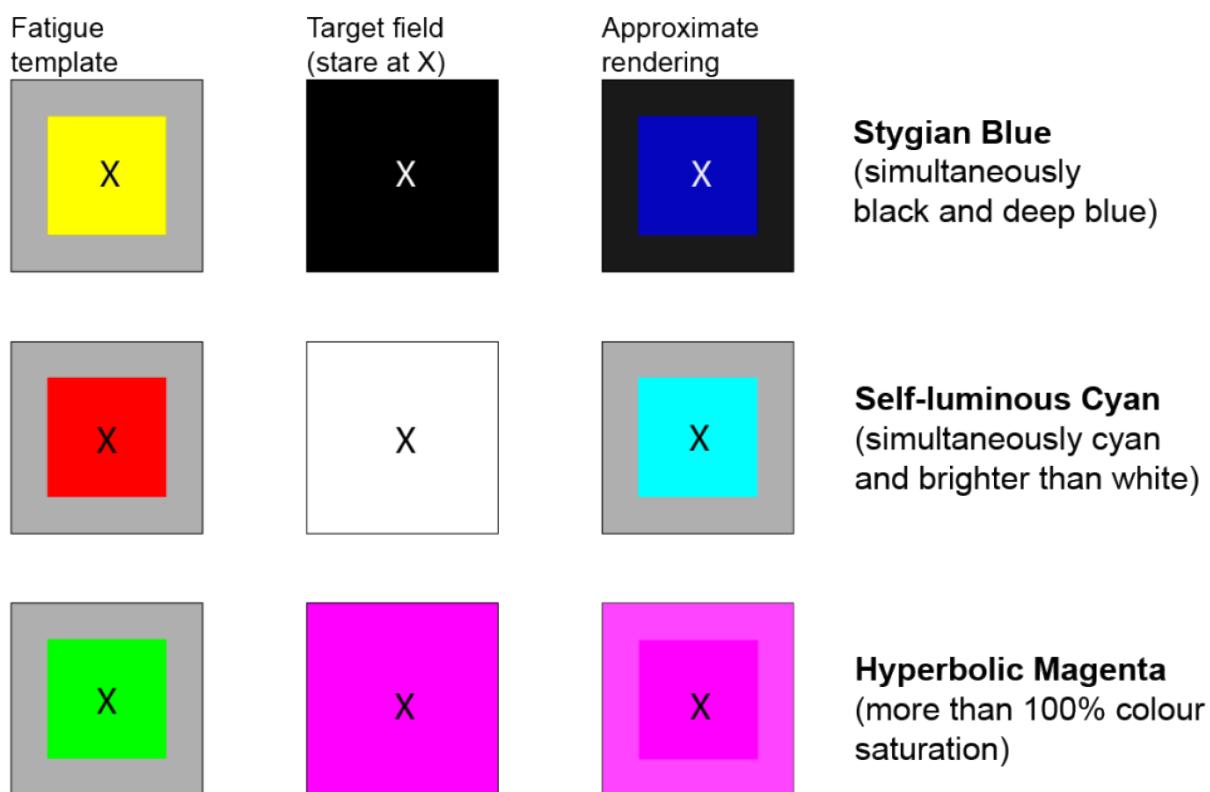 Fatigue
template
Target field
(stare at X)
Approximate
rendering
X
X
X
Stygian Blue
(simultaneously
black and deep blue)
X
X
X
Self-luminous Cyan
(simultaneously cyan
and brighter than white)
X
X
X
Hyperbolic Magenta
(more than 100% colour
saturation)